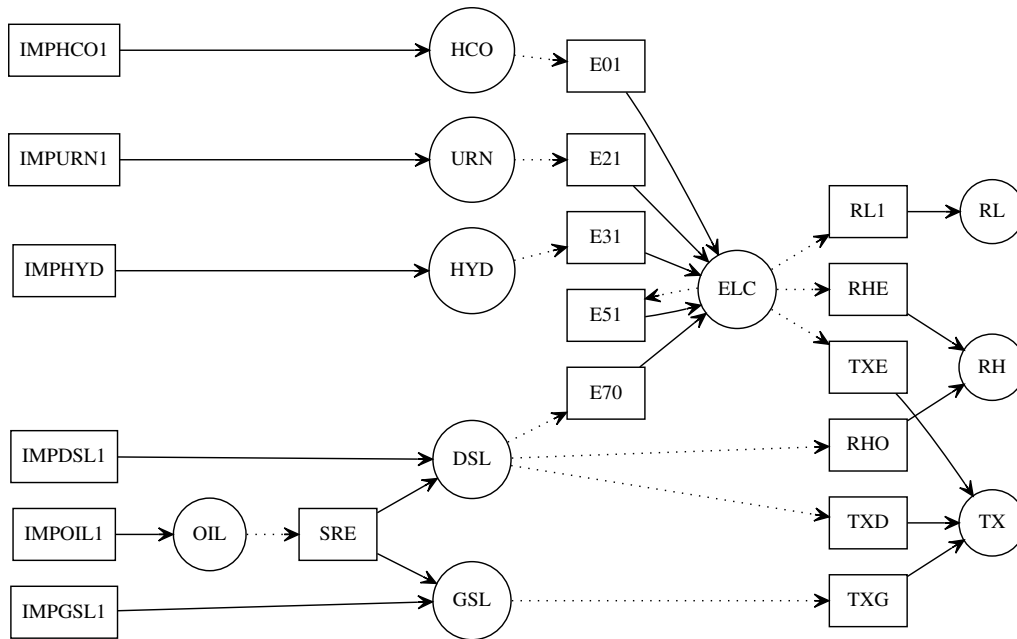 IMPHCO1
HCO
E01
IMPURN1
URN
E21
RL1
RL
IMPHYD
HYD
E31
ELC
RHE
E51
TXE
RH
E70
IMPDSL1
DSL
RHO
IMPOIL1
OIL
SRE
TXD
TX
IMPGSL1
GSL
TXG